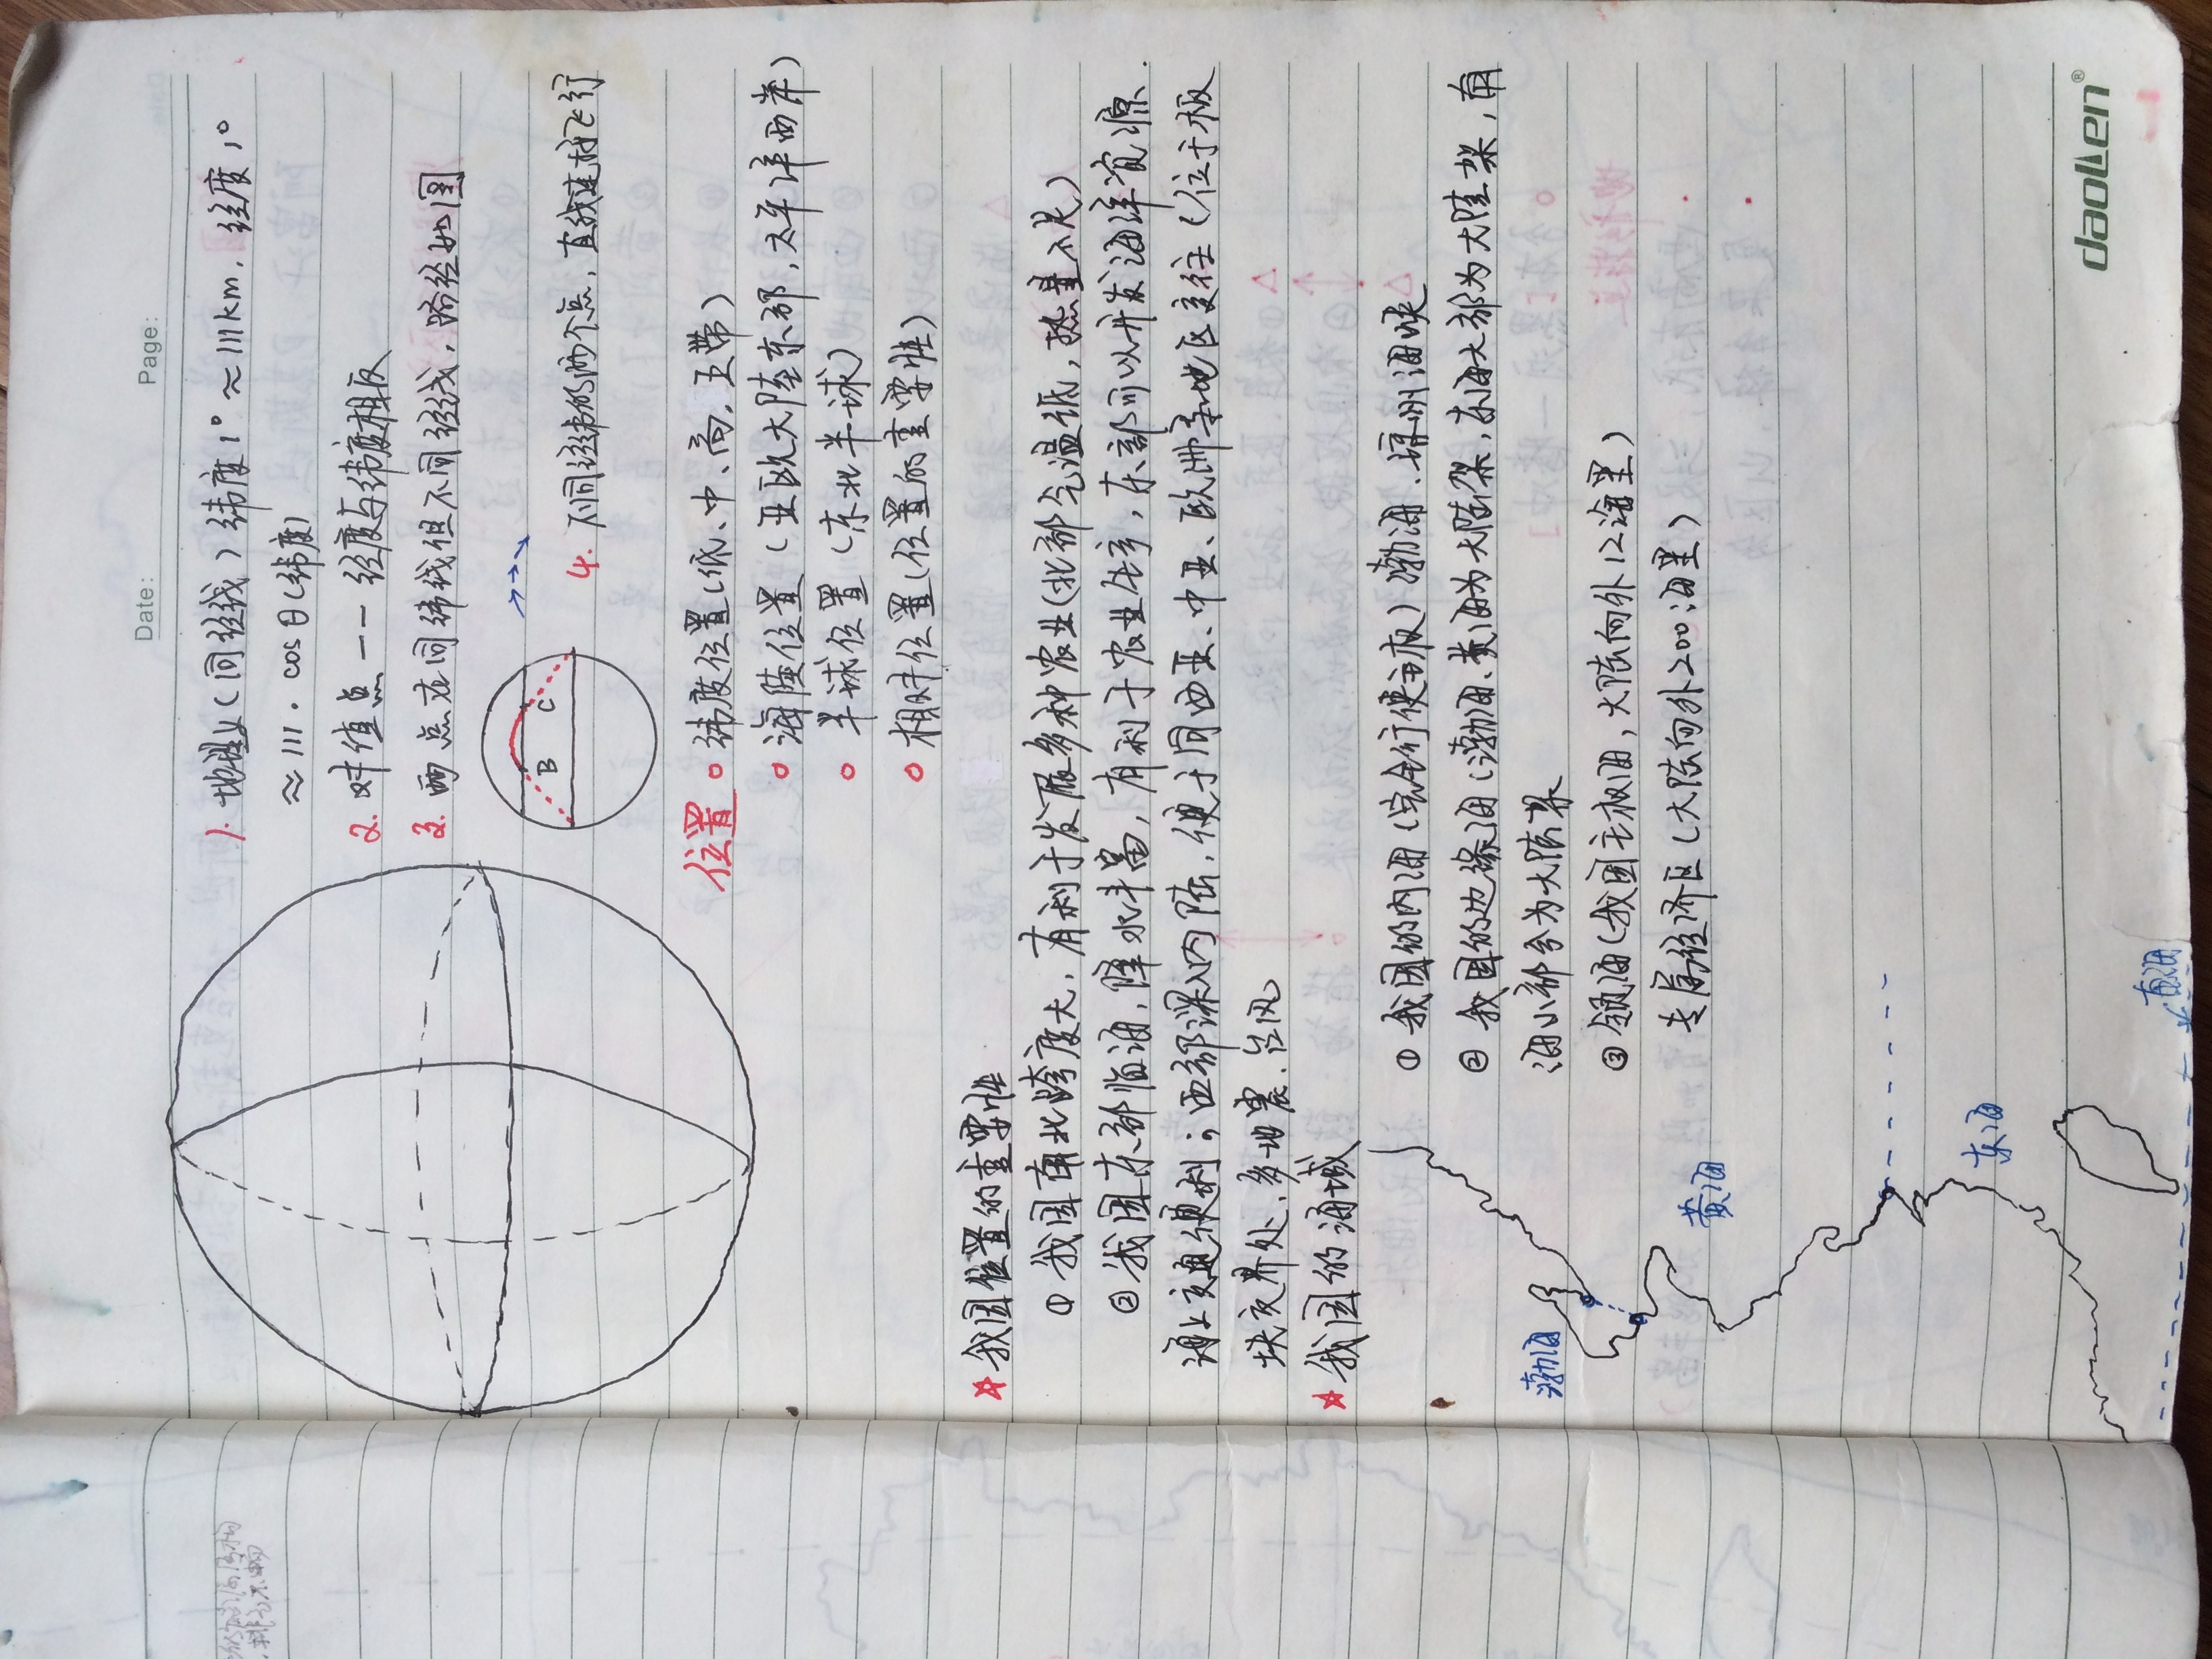 Date: Page:
1. 地理上(同经线)纬度1°≈111km, 经度1°
≈111·cosθ(纬度)
2. 对值点——经度与纬度相反
3. 两点在同纬线但不同经线,路径如图
B C
4. 不同经纬的两个点,直线连接飞行
位置 ○ 纬度位置(低、中、高、五带)
○ 海陆位置(亚欧大陆东部,太平洋西岸)
○ 半球位置(东北半球)
○ 相对位置(位置的重要性)
☆我国位置的重要性
①我国南北跨度大,有利于发展多种农业(北部气温低,热量不足)
②我国东部临海,降水丰富,有利于农业生产,东部可以开发海洋资源.
海上交通便利;西部深入内陆,便于同西亚、中亚、欧洲等地区交往(位于板
块交界处,多地震、台风
☆我国的海域
①我国的内海(完全行使主权)渤海、琼州海峡
②我国的边缘海(渤海、黄海为大陆架,东海大部为大陆架,南
海小部分为大陆架
③领海(我国主权海,大陆向外12海里)
专属经济区(大陆向外200海里)
渤海
黄海
东海
南海
daolien®